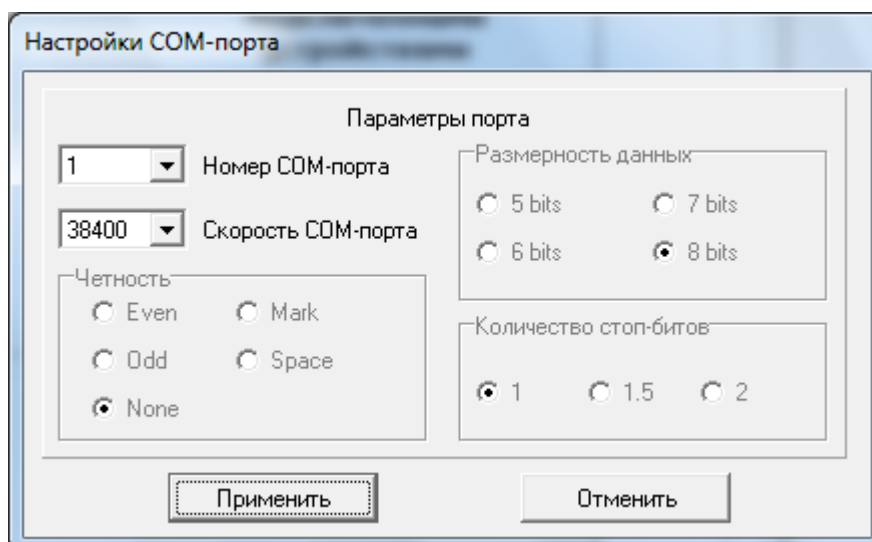 Настройки COM-порта
Параметры порта
1
Номер COM-порта
38400
Скорость COM-порта
Четность
Even
Mark
Odd
Space
None
Размерность данных
5 bits
7 bits
6 bits
8 bits
Количество стоп-битов
1
1.5
2
Применить
Отменить